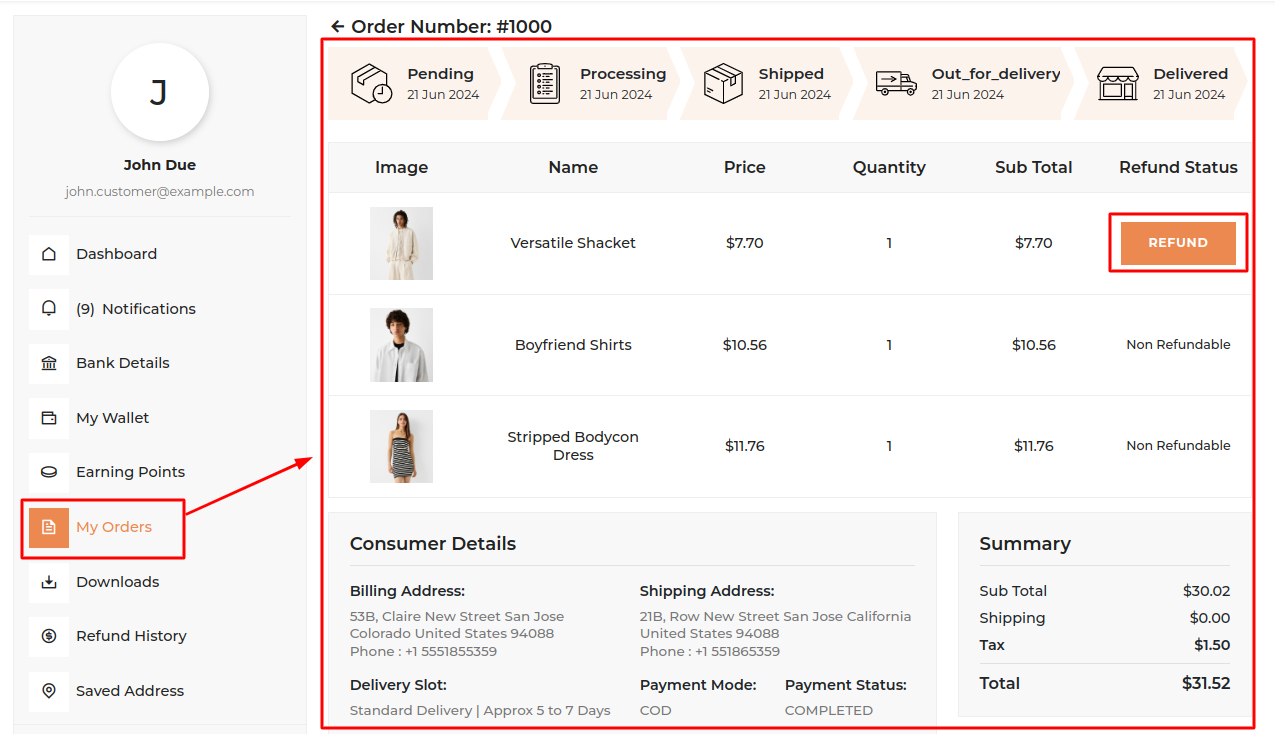 J
John Due
john.customer@example.com
Dashboard
(9) Notifications
Bank Details
My Wallet
Earning Points
My Orders
Downloads
Refund History
Saved Address
Order Number: #1000
Pending
21 Jun 2024
Processing
21 Jun 2024
Shipped
21 Jun 2024
Out_for_delivery
21 Jun 2024
Delivered
21 Jun 2024
Image Name Price Quantity Sub Total Refund Status
Versatile Shacket $7.70 1 $7.70 REFUND
Boyfriend Shirts $10.56 1 $10.56 Non Refundable
Stripped Bodycon
Dress
$11.76 1 $11.76 Non Refundable
Consumer Details
Billing Address:
53B, Claire New Street San Jose
Colorado United States 94088
Phone : +1 5551855359
Shipping Address:
21B, Row New Street San Jose California
United States 94088
Phone : +1 551865359
Delivery Slot:
Standard Delivery | Approx 5 to 7 Days
Payment Mode:
COD
Payment Status:
COMPLETED
Summary
Sub Total $30.02
Shipping $0.00
Tax $1.50
Total $31.52